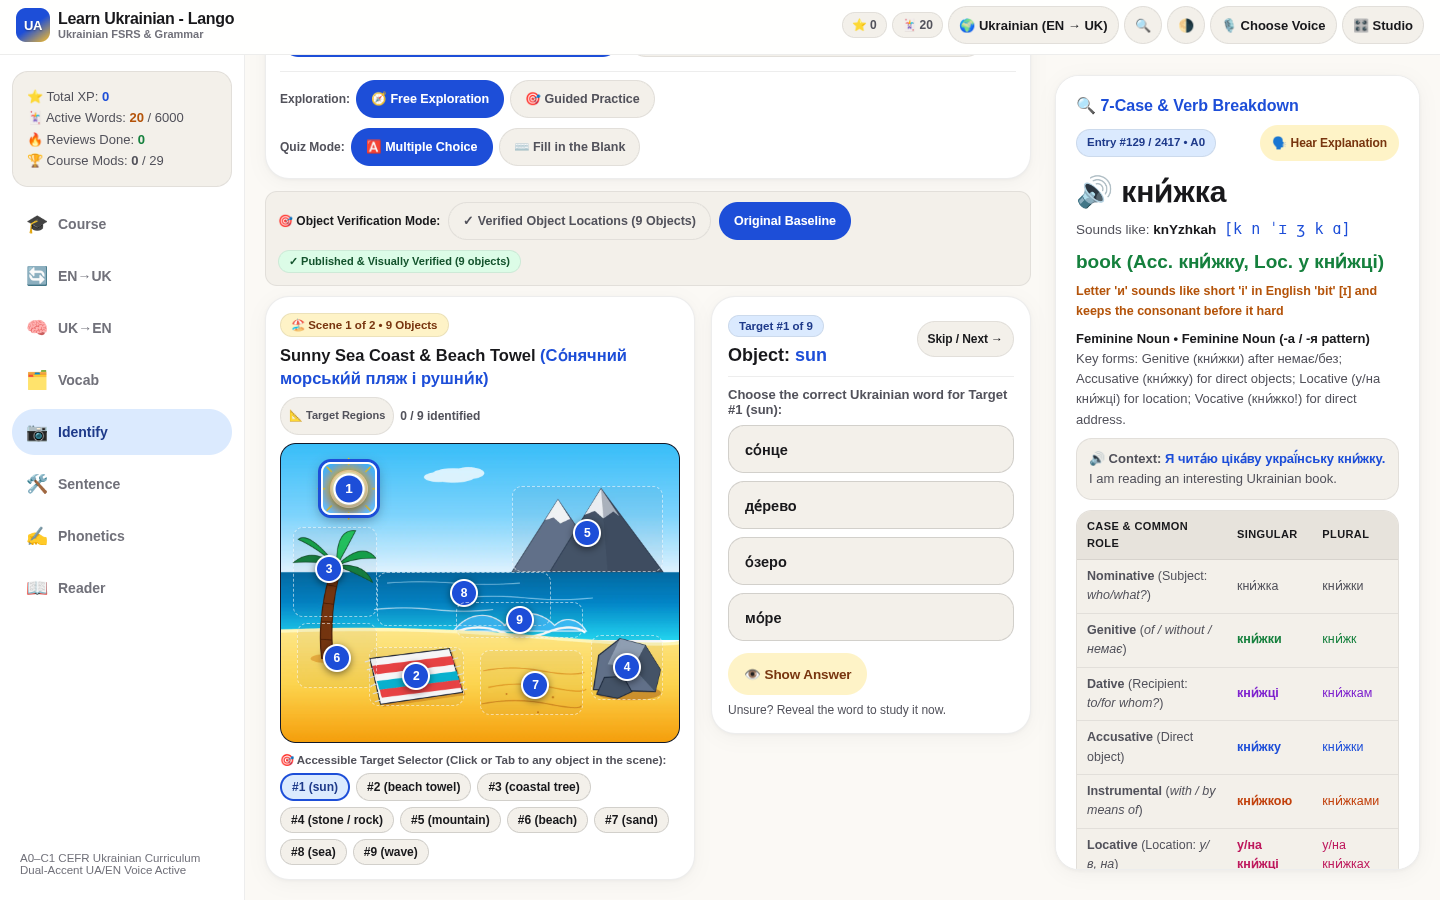 UA
Learn Ukrainian - Lango
Ukrainian FSRS & Grammar
⭐ 0
🃏 20
🌍 Ukrainian (EN → UK)
🔍
🌗
🎙️ Choose Voice
🎛️ Studio
⭐ Total XP: 0
🃏 Active Words: 20 / 6000
🔥 Reviews Done: 0
🏆 Course Mods: 0 / 29
🎓 Course
🔄 EN→UK
🧠 UK→EN
🗂️ Vocab
📷 Identify
🛠️ Sentence
✍️ Phonetics
📖 Reader
A0–C1 CEFR Ukrainian Curriculum
Dual-Accent UA/EN Voice Active
Exploration: 🧭 Free Exploration 🎯 Guided Practice
Quiz Mode: 🅰️ Multiple Choice ⌨️ Fill in the Blank
🎯 Object Verification Mode: ✓ Verified Object Locations (9 Objects) Original Baseline
✓ Published & Visually Verified (9 objects)
🏖️ Scene 1 of 2 • 9 Objects
Sunny Sea Coast & Beach Towel (Со́нячний
морськи́й пляж і рушни́к)
📐 Target Regions 0 / 9 identified
1
5
3
8
9
6
2
7
4
🎯 Accessible Target Selector (Click or Tab to any object in the scene):
#1 (sun) #2 (beach towel) #3 (coastal tree)
#4 (stone / rock) #5 (mountain) #6 (beach) #7 (sand)
#8 (sea) #9 (wave)
Target #1 of 9
Object: sun
Skip / Next →
Choose the correct Ukrainian word for Target
#1 (sun):
со́нце
де́рево
о́зеро
мо́ре
👁️ Show Answer
Unsure? Reveal the word to study it now.
🔍 7-Case & Verb Breakdown
Entry #129 / 2417 • A0
🗣️ Hear Explanation
🔊 кни́жка
Sounds like: knYzhkah [k n ˈɪ ʒ k ɑ]
book (Acc. кни́жку, Loc. у кни́жці)
Letter 'и' sounds like short 'i' in English 'bit' [ɪ] and
keeps the consonant before it hard
Feminine Noun • Feminine Noun (-а / -я pattern)
Key forms: Genitive (кни́жки) after немає/без;
Accusative (кни́жку) for direct objects; Locative (у/на
кни́жці) for location; Vocative (кни́жко!) for direct
address.
🔊 Context: Я чита́ю ціка́ву украї́нську кни́жку.
I am reading an interesting Ukrainian book.
CASE & COMMON
ROLE
SINGULAR
PLURAL
Nominative (Subject:
who/what?)
кни́жка
кни́жки
Genitive (of / without /
немає)
кни́жки
кни́жк
Dative (Recipient:
to/for whom?)
кни́жці
кни́жкам
Accusative (Direct
object)
кни́жку
кни́жки
Instrumental (with / by
means of)
кни́жкою
кни́жками
Locative (Location: у/
в, на)
у/на
кни́жці
у/на
кни́жках